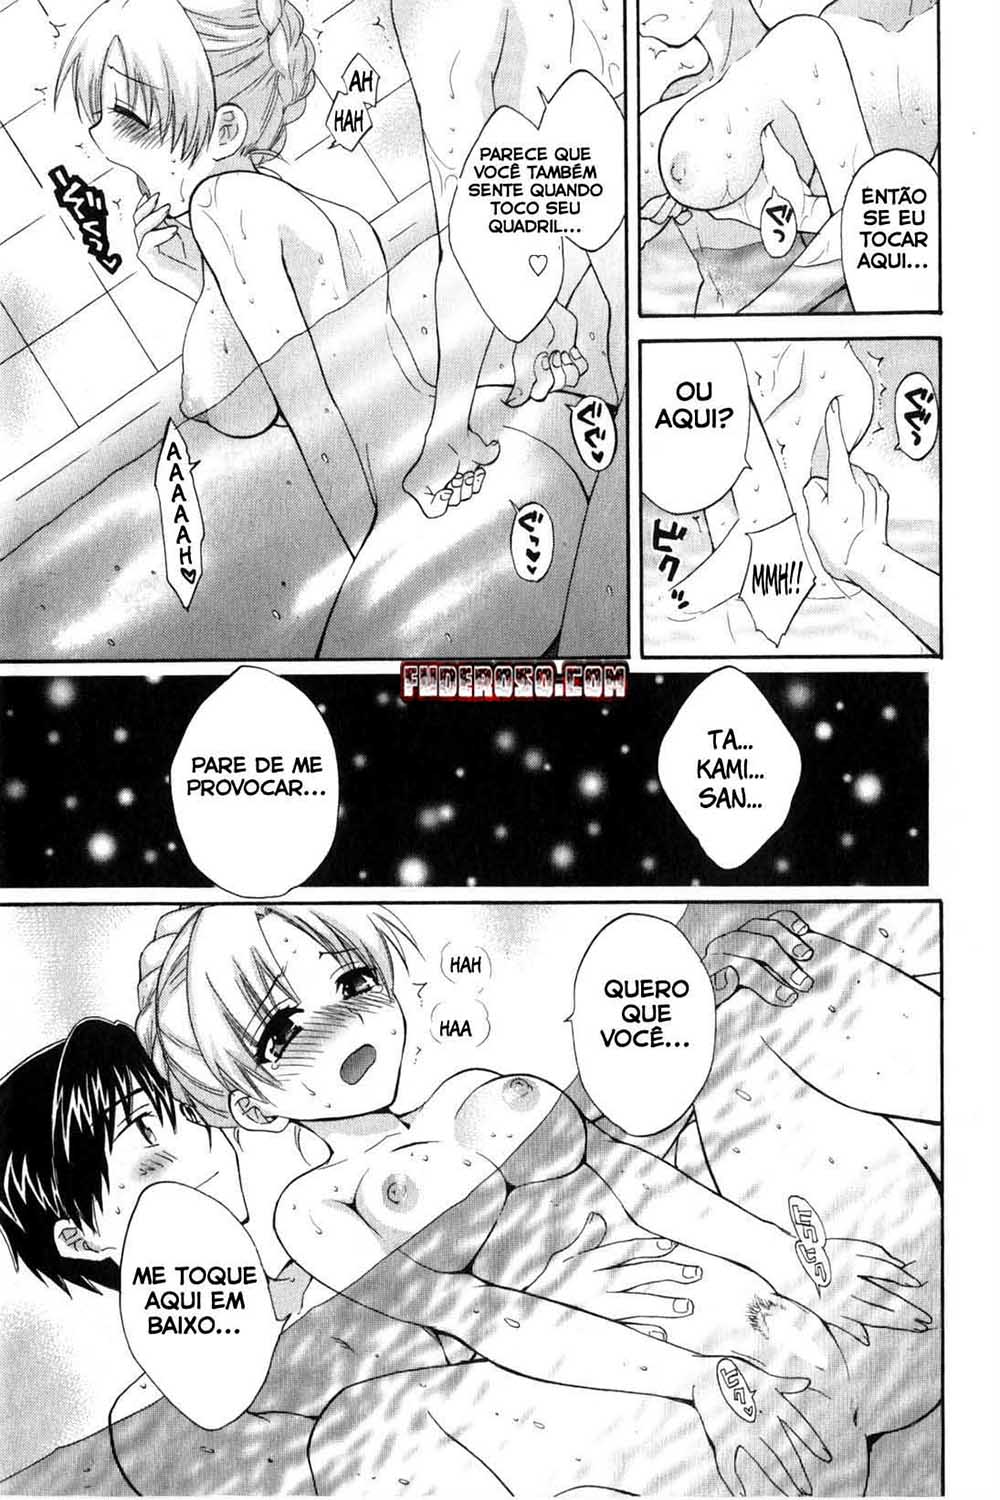 ENTÃO
SE EU
TOCAR
AQUI...
OU
AQUI?
MMH!!
PARECE QUE
VOCÊ TAMBÉM
SENTE QUANDO
TOCO SEU
QUADRIL...
♡
AH
HAH
AAAAAAH♥
FUDEROSO.COM
TA...
KAMI...
SAN...
PARE DE ME
PROVOCAR...
QUERO
QUE
VOCÊ...
HAH
HAA
ME TOQUE
AQUI EM
BAIXO...